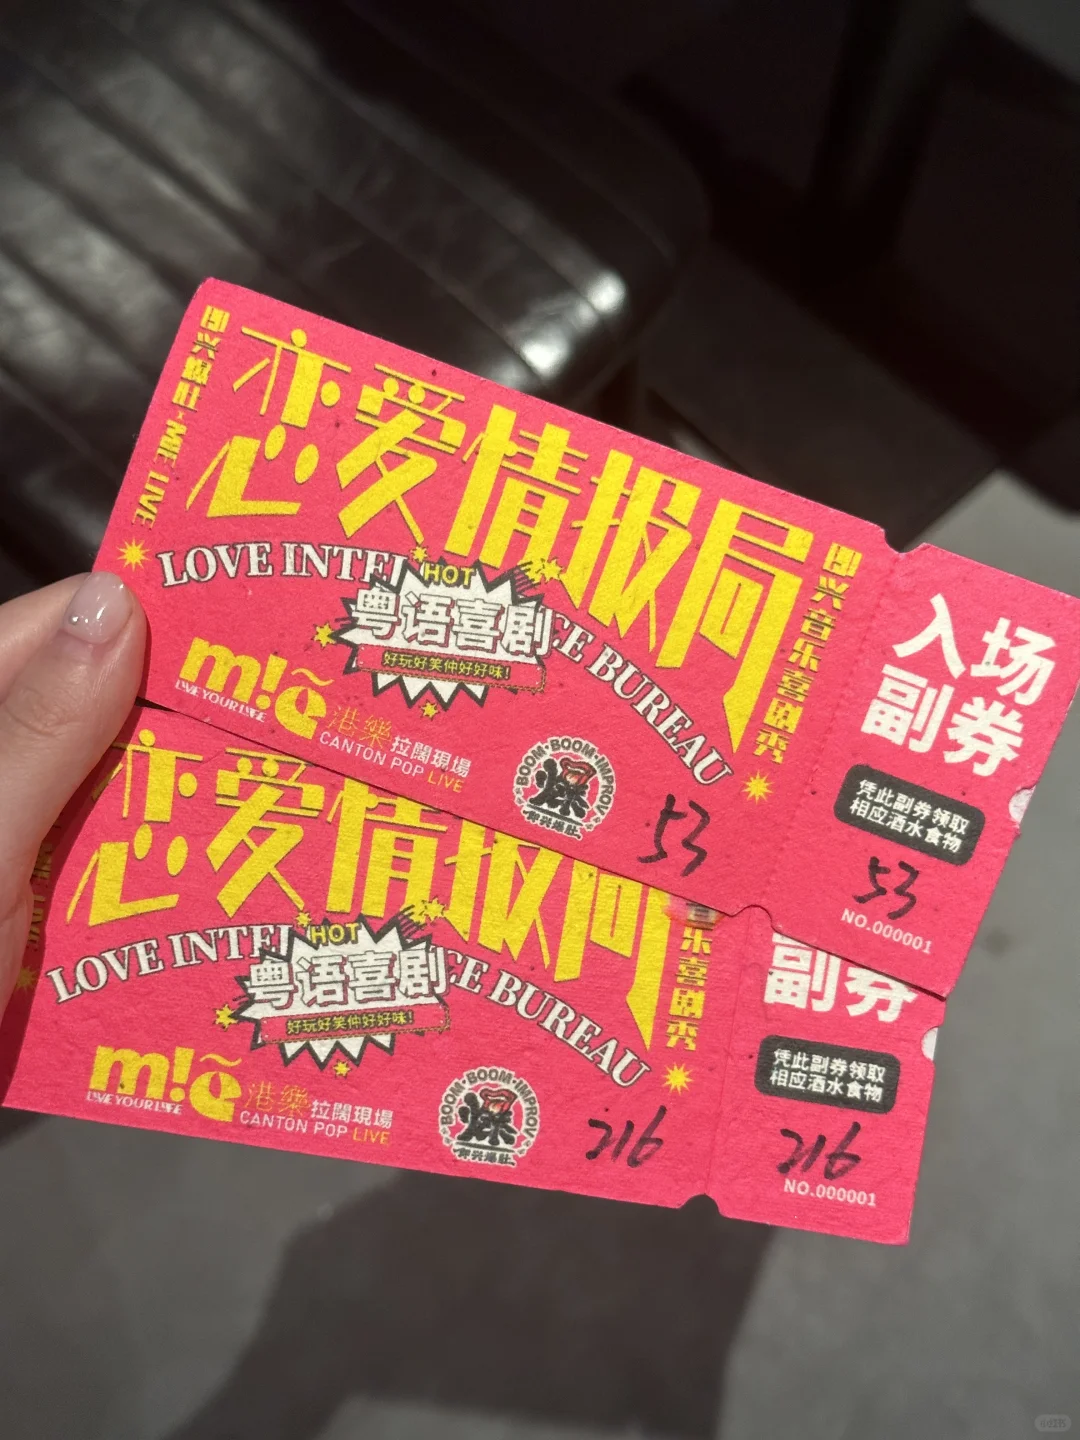 即兴爆肚×MIE LIVE
恋爱情报局
LOVE INTEL
CE BUREAU
HOT
粤语喜剧
好玩好笑仲好好味!
即兴音乐喜剧秀
mie
LIVE YOUR LIFE
港樂拉闊現場
CANTON POP LIVE
BOOM·BOOM·IMPROV
爆
即兴爆肚
53
入场
副券
凭此副券领取
相应酒水食物
53
NO.000001
恋爱情报局
LOVE INTEL
CE BUREAU
HOT
粤语喜剧
好玩好笑仲好好味!
音乐喜剧秀
mie
LIVE YOUR LIFE
港樂拉闊現場
CANTON POP LIVE
BOOM·BOOM·IMPROV
爆
即兴爆肚
216
副券
凭此副券领取
相应酒水食物
216
NO.000001